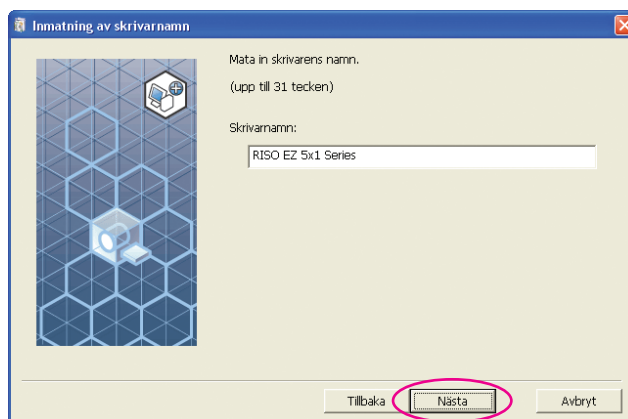 Inmatning av skrivarnamn
Mata in skrivarens namn.
(upp till 31 tecken)
Skrivarnamn:
RISO EZ 5x1 Series
Tillbaka Nästa Avbryt